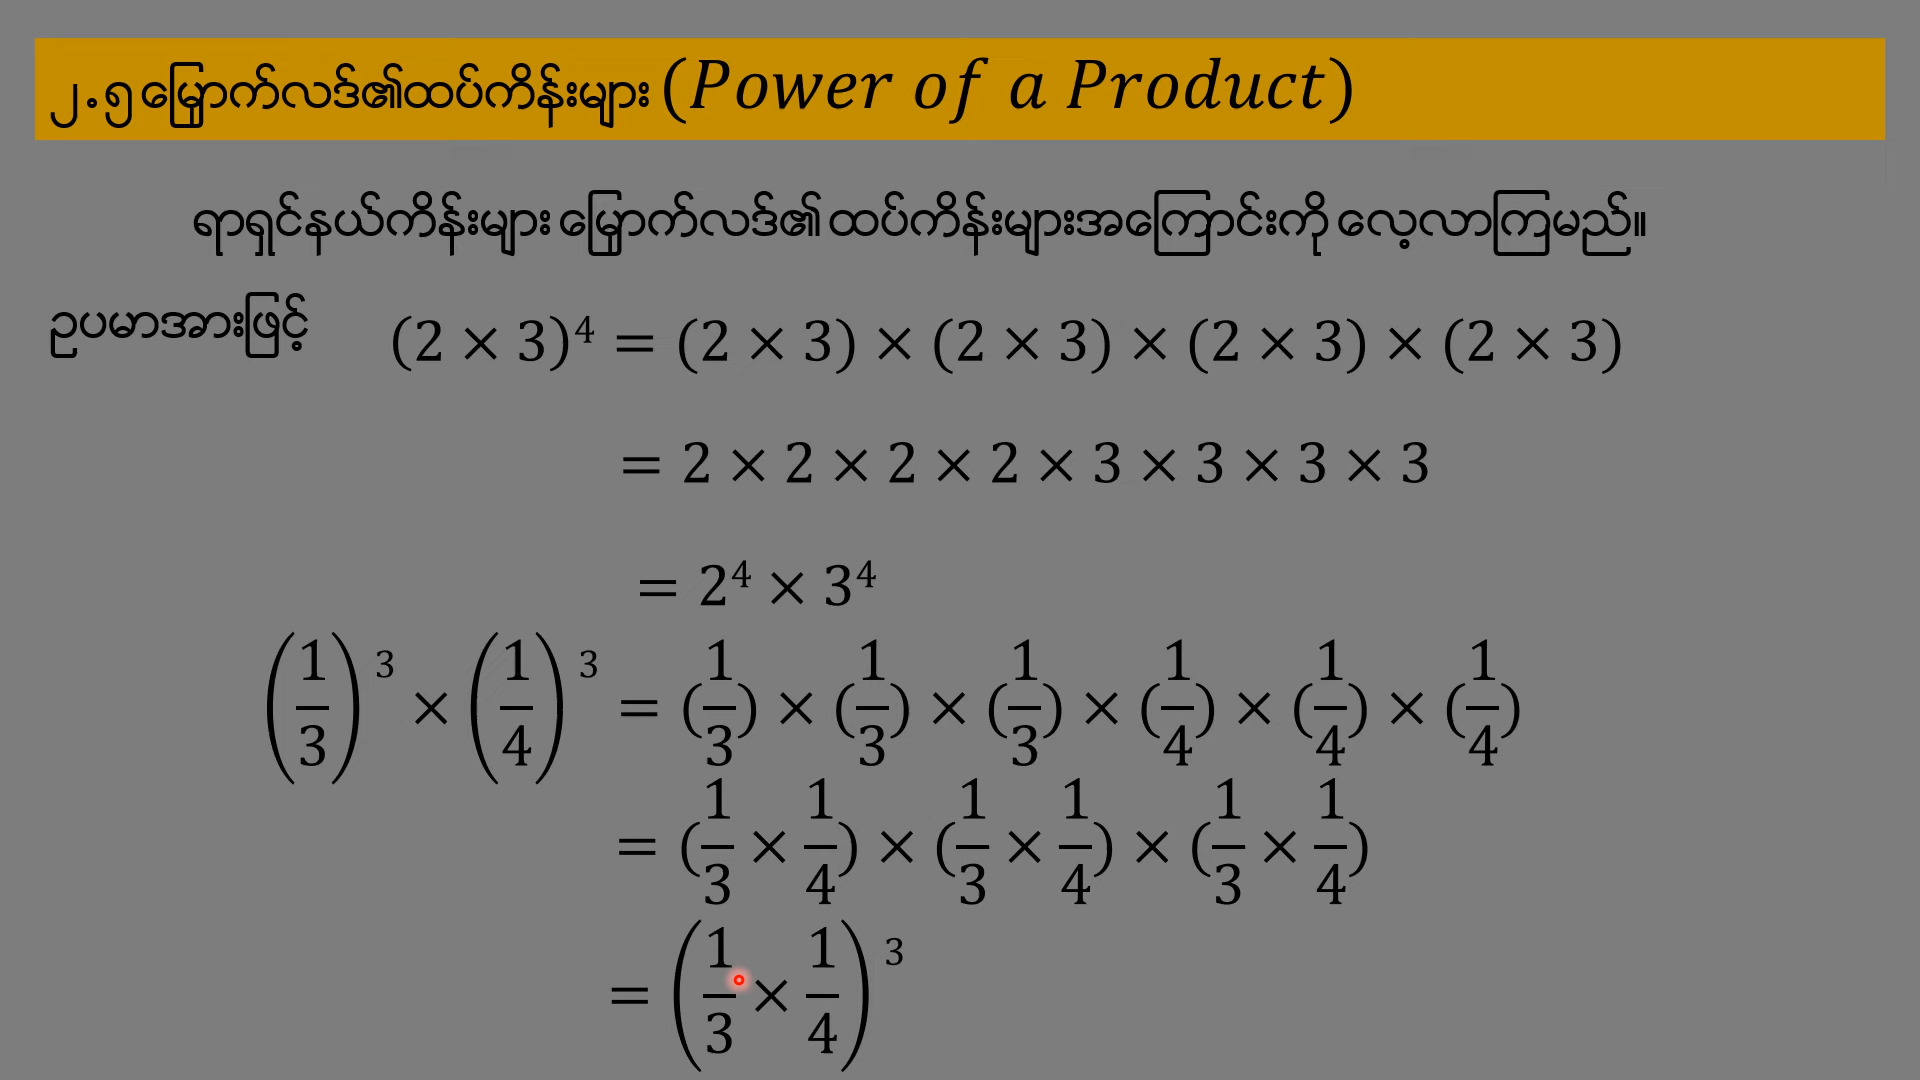 ၂.၅ မြှောက်လဒ်၏ထပ်ကိန်းများ (Power of a Product)
ရာရှင်နယ်ကိန်းများ မြှောက်လဒ်၏ ထပ်ကိန်းများအကြောင်းကို လေ့လာကြမည်။
ဥပမာအားဖြင့် (2 × 3)⁴ = (2 × 3) × (2 × 3) × (2 × 3) × (2 × 3)
= 2 × 2 × 2 × 2 × 3 × 3 × 3 × 3
= 2⁴ × 3⁴
(1/3)³ × (1/4)³ = (1/3) × (1/3) × (1/3) × (1/4) × (1/4) × (1/4)
= (1/3 × 1/4) × (1/3 × 1/4) × (1/3 × 1/4)
= (1/3 × 1/4)³